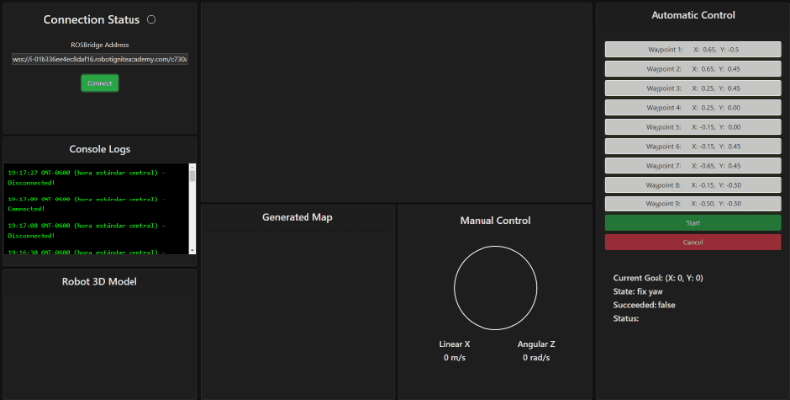 Connection Status
ROSBridge Address
wss://i-01b336ee4ec8daf16.robotigniteacademy.com/c730
Connect
Console Logs
19:17:27 GMT-0600 (hora estándar central) -
Disconnected!
19:17:09 GMT-0600 (hora estándar central) -
Connected!
19:17:00 GMT-0600 (hora estándar central) -
Disconnected!
19:16:30 GMT-0600 (hora estándar central) -
Robot 3D Model
Generated Map
Manual Control
Linear X
Angular Z
0 m/s
0 rad/s
Automatic Control
Waypoint 1: X: 0.65, Y: -0.5
Waypoint 2: X: 0.65, Y: 0.45
Waypoint 3: X: 0.25, Y: 0.45
Waypoint 4: X: 0.25, Y: 0.00
Waypoint 5: X: -0.15, Y: 0.00
Waypoint 6: X: -0.15, Y: 0.45
Waypoint 7: X: -0.65, Y: 0.45
Waypoint 8: X: -0.15, Y: -0.50
Waypoint 9: X: -0.50, Y: -0.50
Start
Cancel
Current Goal: (X: 0, Y: 0)
State: fix yaw
Succeeded: false
Status: